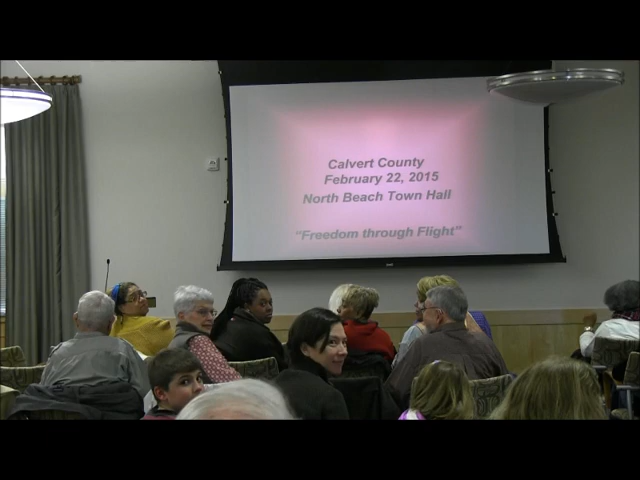 Calvert County
February 22, 2015
North Beach Town Hall
"Freedom through Flight"